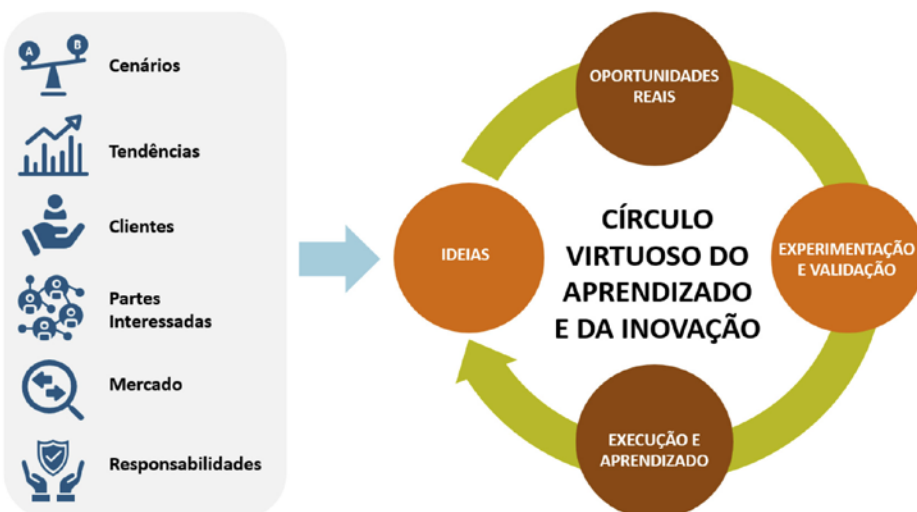 A
B
Cenários
Tendências
Clientes
Partes
Interessadas
Mercado
Responsabilidades
OPORTUNIDADES
REAIS
IDEIAS
CÍRCULO
VIRTUOSO DO
APRENDIZADO
E DA INOVAÇÃO
EXPERIMENTAÇÃO
E VALIDAÇÃO
EXECUÇÃO E
APRENDIZADO